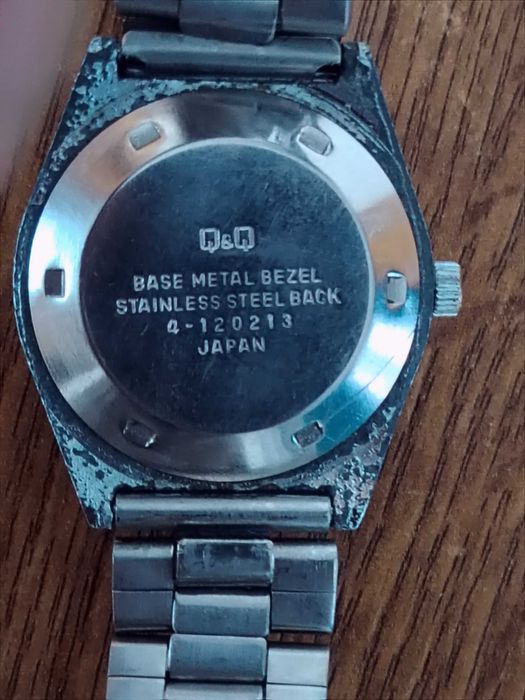 Q&Q
BASE METAL BEZEL
STAINLESS STEEL BACK
4-120213
JAPAN